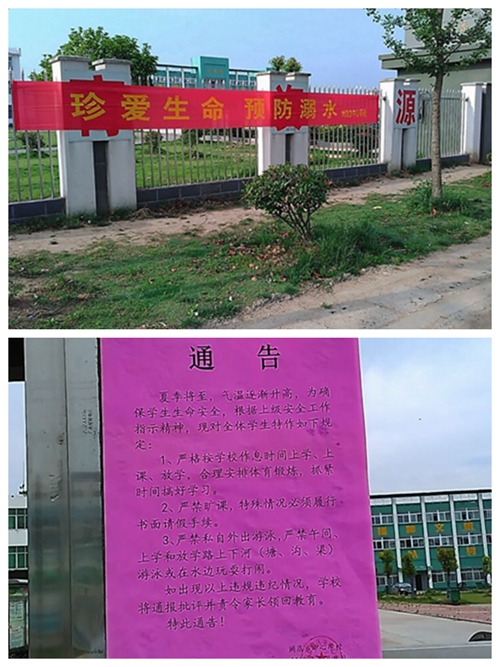 珍爱生命 预防溺水
源
通告
夏季将至，气温逐渐升高，为确
保学生生命安全，根据上级安全工作
指示精神，现对全体学生特作如下规
定：
1、严格按学校作息时间上学、上
课、放学，合理安排体育锻炼，抓紧
时间搞好学习。
2、严禁旷课，特殊情况必须履行
书面请假手续。
3、严禁私自外出游泳，严禁午间、
上学和放学路上下河（塘、沟、渠）
游泳或在水边玩耍打闹。
如出现以上违规违纪情况，学校
将通报批评并责令家长领回教育。
特此通告！